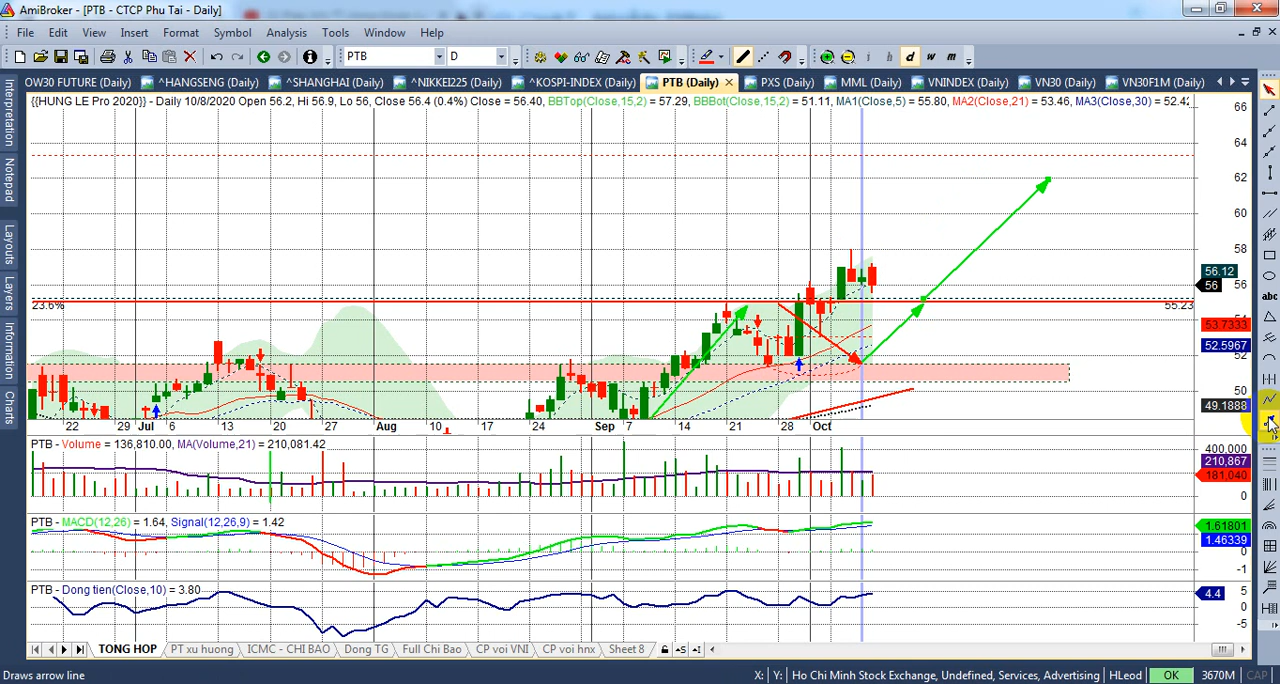 AmiBroker - [PTB - CTCP Phu Tai - Daily]
File Edit View Insert Format Symbol Analysis Tools Window Help
PTB D i h d w m
OW30 FUTURE (Daily) ^HANGSENG (Daily) ^SHANGHAI (Daily) ^NIKKEI225 (Daily) ^KOSPI-INDEX (Daily) PTB (Daily) PXS (Daily) MML (Daily) VNINDEX (Daily) VN30 (Daily) VN30F1M (Daily)
{{HUNG LE Pro 2020}} - Daily 10/8/2020 Open 56.2, Hi 56.9, Lo 56, Close 56.4 (0.4%) Close = 56.40, BBTop(Close,15,2) = 57.29, BBBot(Close,15,2) = 51.11, MA1(Close,5) = 55.80, MA2(Close,21) = 53.46, MA3(Close,30) = 52.42
Interpretation
Notepad
Layouts
Layers
Information
Charts
66
64
62
60
58
56.12
56
56
23.6%
55.23
54
53.7333
52.5967
52
50
49.1888
abc
22 29 Jul 6 13 20 27 Aug 10 17 24 Sep 7 14 21 28 Oct
PTB - Volume = 136,810.00, MA(Volume,21) = 210,081.42
400,000
210,867
181,040
0
PTB - MACD(12,26) = 1.64, Signal(12,26,9) = 1.42
1.61801
1.46339
0
-1
PTB - Dong tien(Close,10) = 3.80
5
4.4
0
-5
TONG HOP PT xu huong ICMC - CHI BAO Dong TG Full Chi Bao CP voi VNI CP voi hnx Sheet 8
Draws arrow line X: Y: Ho Chi Minh Stock Exchange, Undefined, Services, Advertising HLeod OK 3670M CAP